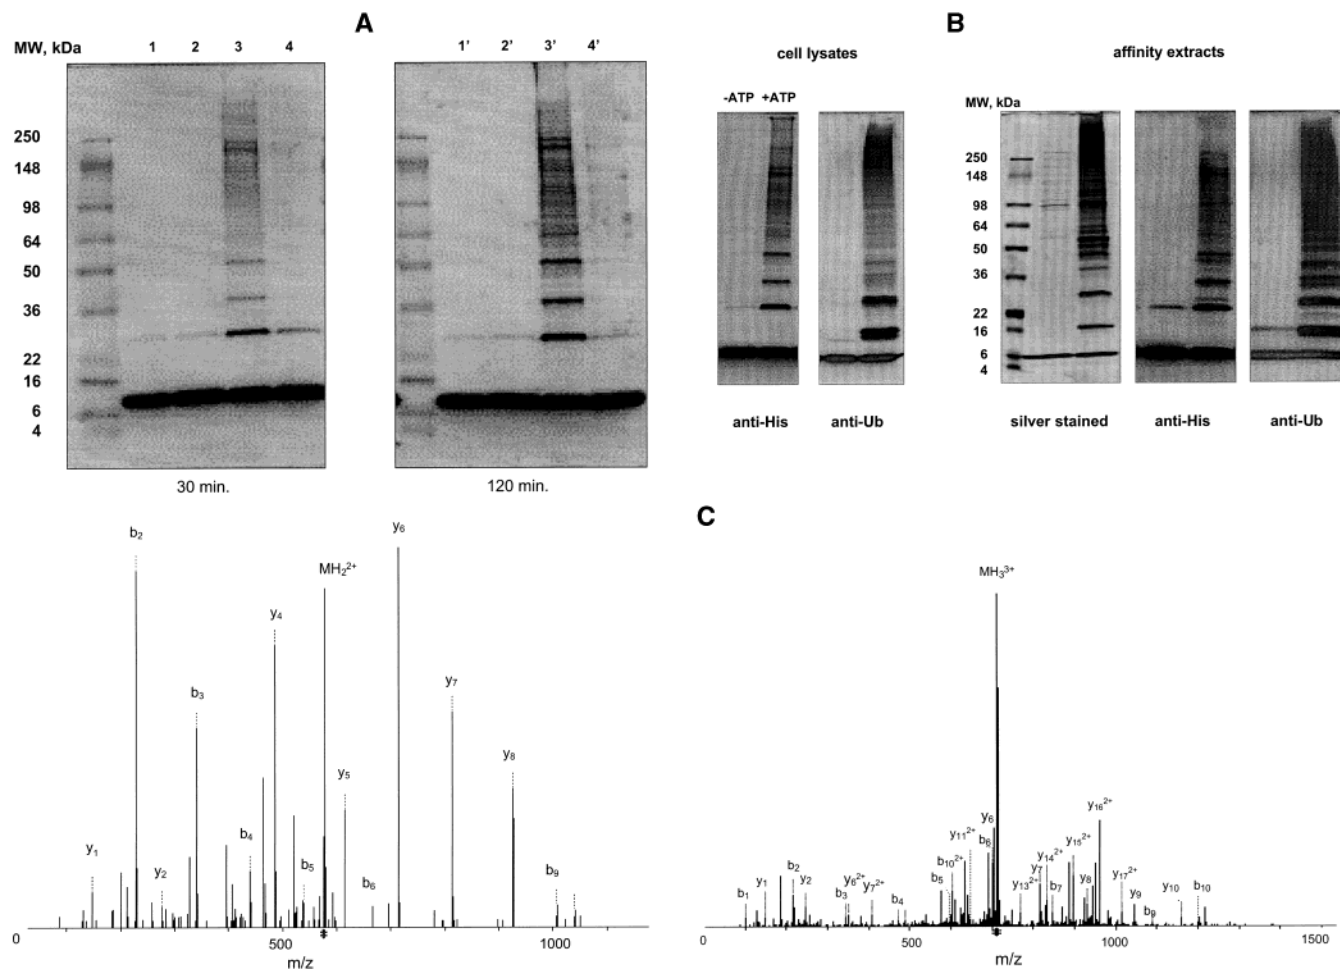 A
MW, kDa 1 2 3 4
1' 2' 3' 4'
250
148
98
64
50
36
22
16
6
4
30 min.
120 min.
B
cell lysates
affinity extracts
-ATP +ATP
MW, kDa
250
148
98
64
50
36
22
16
6
4
anti-His
anti-Ub
silver stained
anti-His
anti-Ub
b2
y6
MH2 2+
y4
b3
y7
y8
y5
b4
y1
y2
b5
b6
b9
0
500
1000
m/z
C
MH3 3+
y16 2+
y6
y11 2+
b6
y15 2+
y14 2+
b10 2+
y7
b2
b5
y13 2+
b7
y8
y17 2+
b1
y1
y2
b3
y6 2+
y7 2+
b4
y9
b9
y10
b10
0
500
1000
1500
m/z